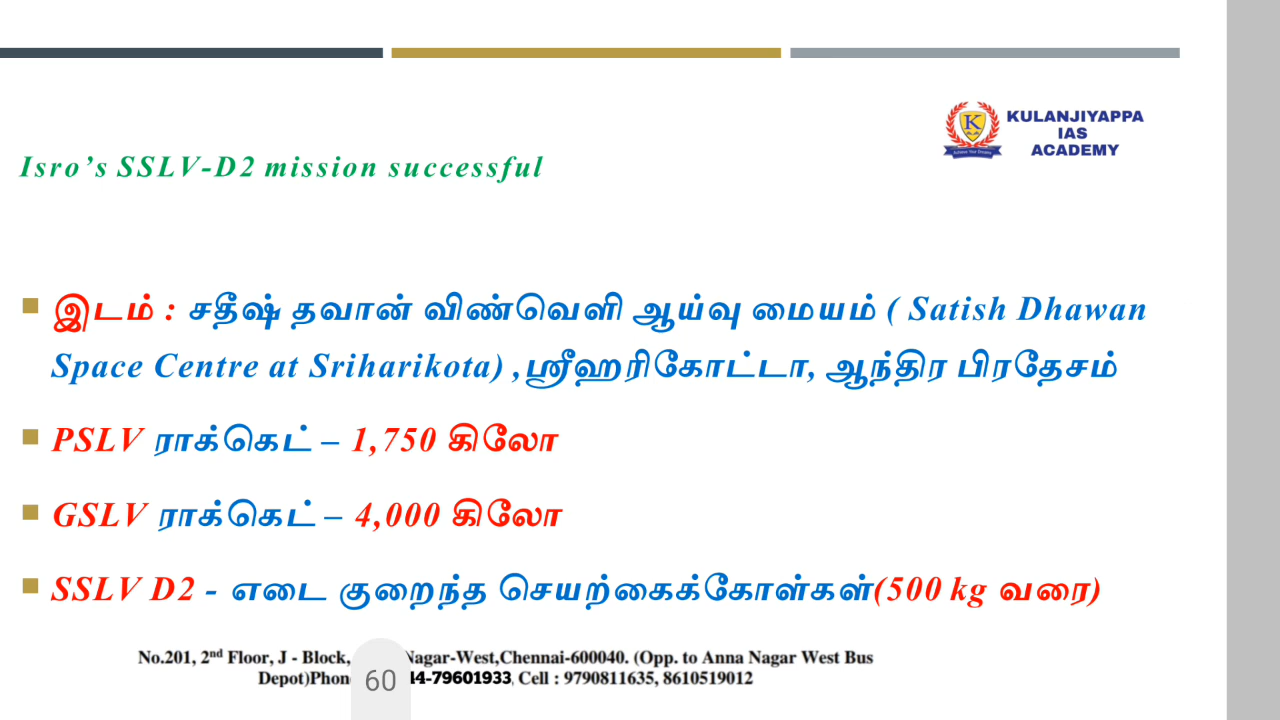 KULANJIYAPPA
IAS
ACADEMY
Isro’s SSLV-D2 mission successful
இடம் : சதீஷ் தவான் விண்வெளி ஆய்வு மையம் ( Satish Dhawan
Space Centre at Sriharikota) ,ஸ்ரீஹரிகோட்டா, ஆந்திர பிரதேசம்
PSLV ராக்கெட் – 1,750 கிலோ
GSLV ராக்கெட் – 4,000 கிலோ
SSLV D2 - எடை குறைந்த செயற்கைக்கோள்கள்(500 kg வரை)
No.201, 2nd Floor, J - Block, Nagar-West,Chennai-600040. (Opp. to Anna Nagar West Bus
Depot)Phon 44-79601933, Cell : 9790811635, 8610519012
60